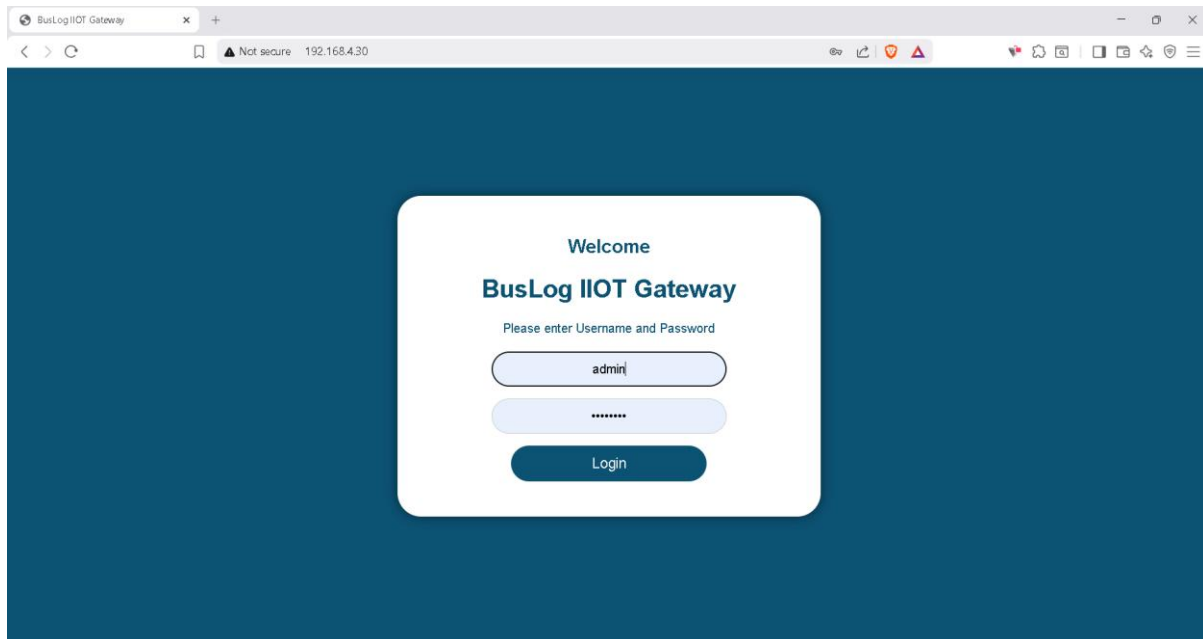 BusLog IIOT Gateway
Not secure 192.168.4.30
Welcome
BusLog IIOT Gateway
Please enter Username and Password
admin
••••••••
Login